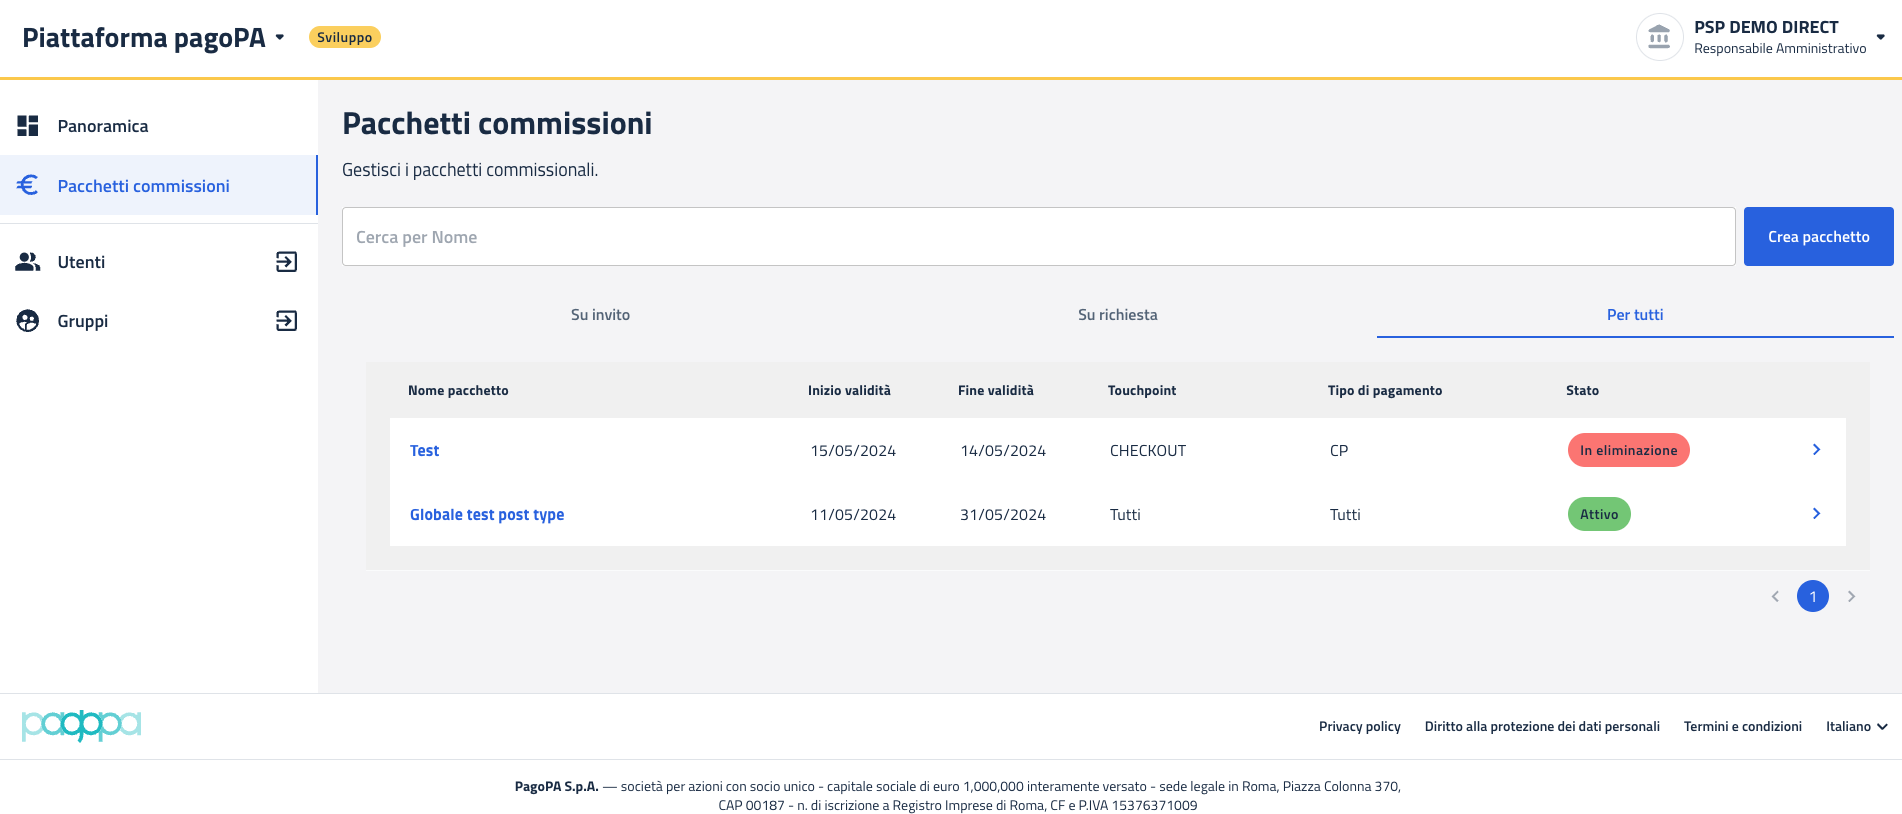 Piattaforma pagoPA
Sviluppo
PSP DEMO DIRECT
Responsabile Amministrativo
Panoramica
Pacchetti commissioni
Utenti
Gruppi
Pacchetti commissioni
Gestisci i pacchetti commissionali.
Cerca per Nome
Crea pacchetto
Su invito
Su richiesta
Per tutti
Nome pacchetto Inizio validità Fine validità Touchpoint Tipo di pagamento Stato
Test 15/05/2024 14/05/2024 CHECKOUT CP In eliminazione
Globale test post type 11/05/2024 31/05/2024 Tutti Tutti Attivo
1
pagopa
Privacy policy Diritto alla protezione dei dati personali Termini e condizioni Italiano
PagoPA S.p.A. — società per azioni con socio unico - capitale sociale di euro 1,000,000 interamente versato - sede legale in Roma, Piazza Colonna 370,
CAP 00187 - n. di iscrizione a Registro Imprese di Roma, CF e P.IVA 15376371009